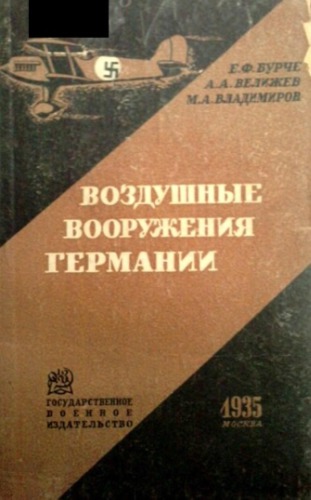 Е.Ф.БУРЧЕ
А.А.ВЕЛИЖЕВ
М.А.ВЛАДИМИРОВ
ВОЗДУШНЫЕ
ВООРУЖЕНИЯ
ГЕРМАНИИ
ГОСУДАРСТВЕННОЕ
ВОЕННОЕ
ИЗДАТЕЛЬСТВО
1935
МОСКВА